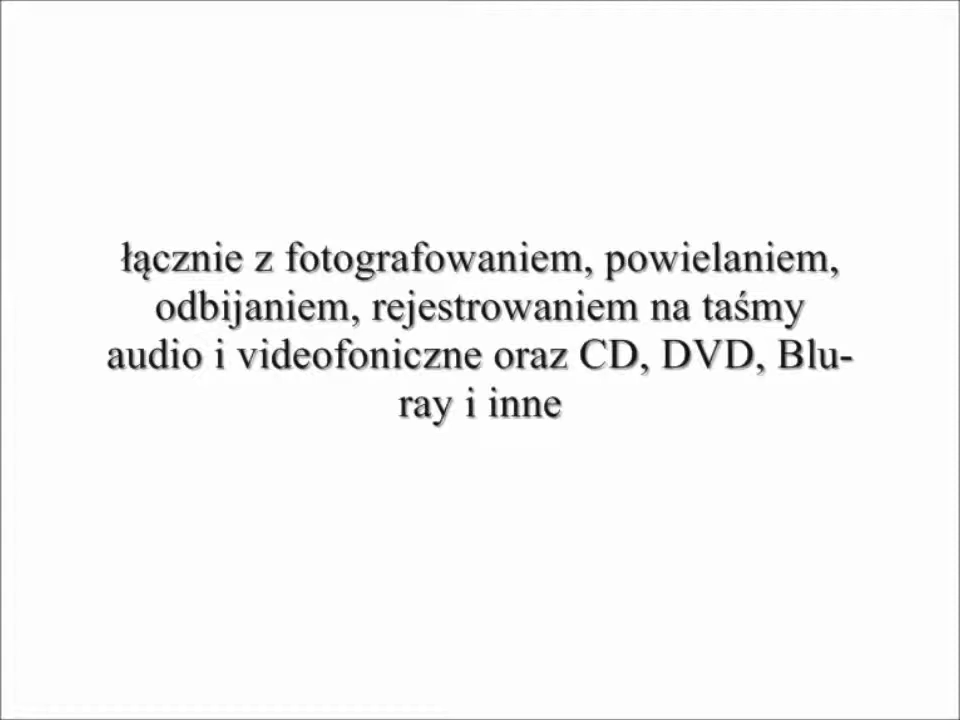 łącznie z fotografowaniem, powielaniem,
odbijaniem, rejestrowaniem na taśmy
audio i videofoniczne oraz CD, DVD, Blu-
ray i inne